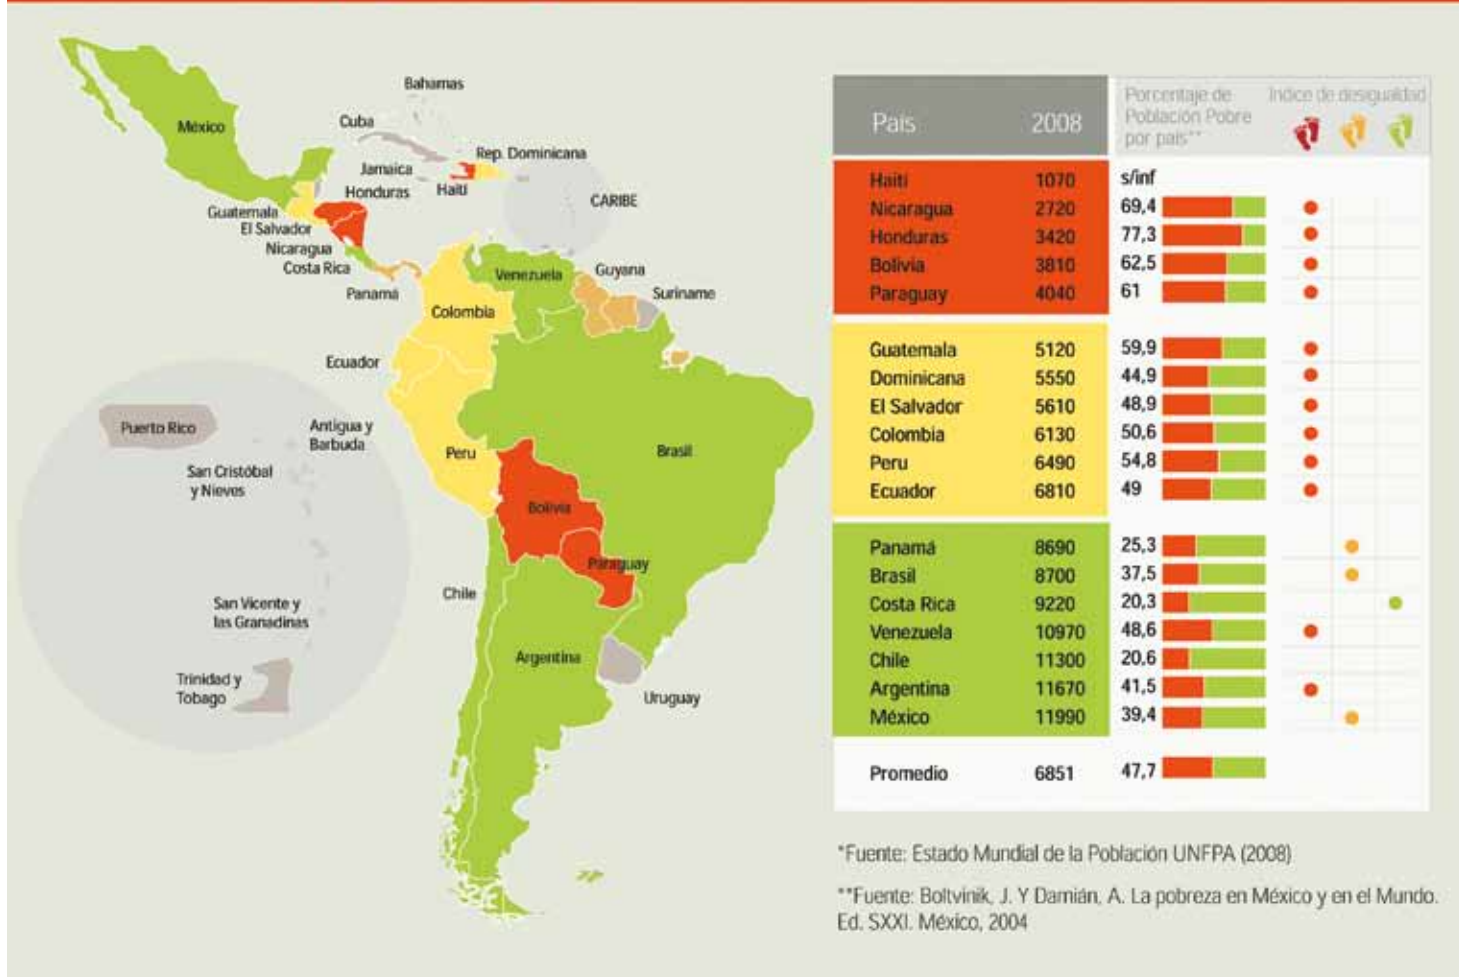 Bahamas
México
Cuba
Rep. Dominicana
Jamaica
Haití
Honduras
CARIBE
Guatemala
El Salvador
Nicaragua
Costa Rica
Panamá
Venezuela
Guyana
Suriname
Colombia
Ecuador
Puerto Rico
Antigua y
Barbuda
San Cristóbal
y Nieves
Peru
Brasil
Bolivia
Paraguay
Chile
San Vicente y
las Granadinas
Argentina
Trinidad y
Tobago
Uruguay
País 2008 Porcentaje de Población Pobre por país** Indice de desigualdad
Haiti 1070 s/inf
Nicaragua 2720 69,4
Honduras 3420 77,3
Bolivia 3810 62,5
Paraguay 4040 61
Guatemala 5120 59,9
Dominicana 5550 44,9
El Salvador 5610 48,9
Colombia 6130 50,6
Peru 6490 54,8
Ecuador 6810 49
Panamá 8690 25,3
Brasil 8700 37,5
Costa Rica 9220 20,3
Venezuela 10970 48,6
Chile 11300 20,6
Argentina 11670 41,5
México 11990 39,4
Promedio 6851 47,7
*Fuente: Estado Mundial de la Población UNFPA (2008)
**Fuente: Boltvinik, J. Y Damián, A. La pobreza en México y en el Mundo.
Ed. SXXI. México, 2004